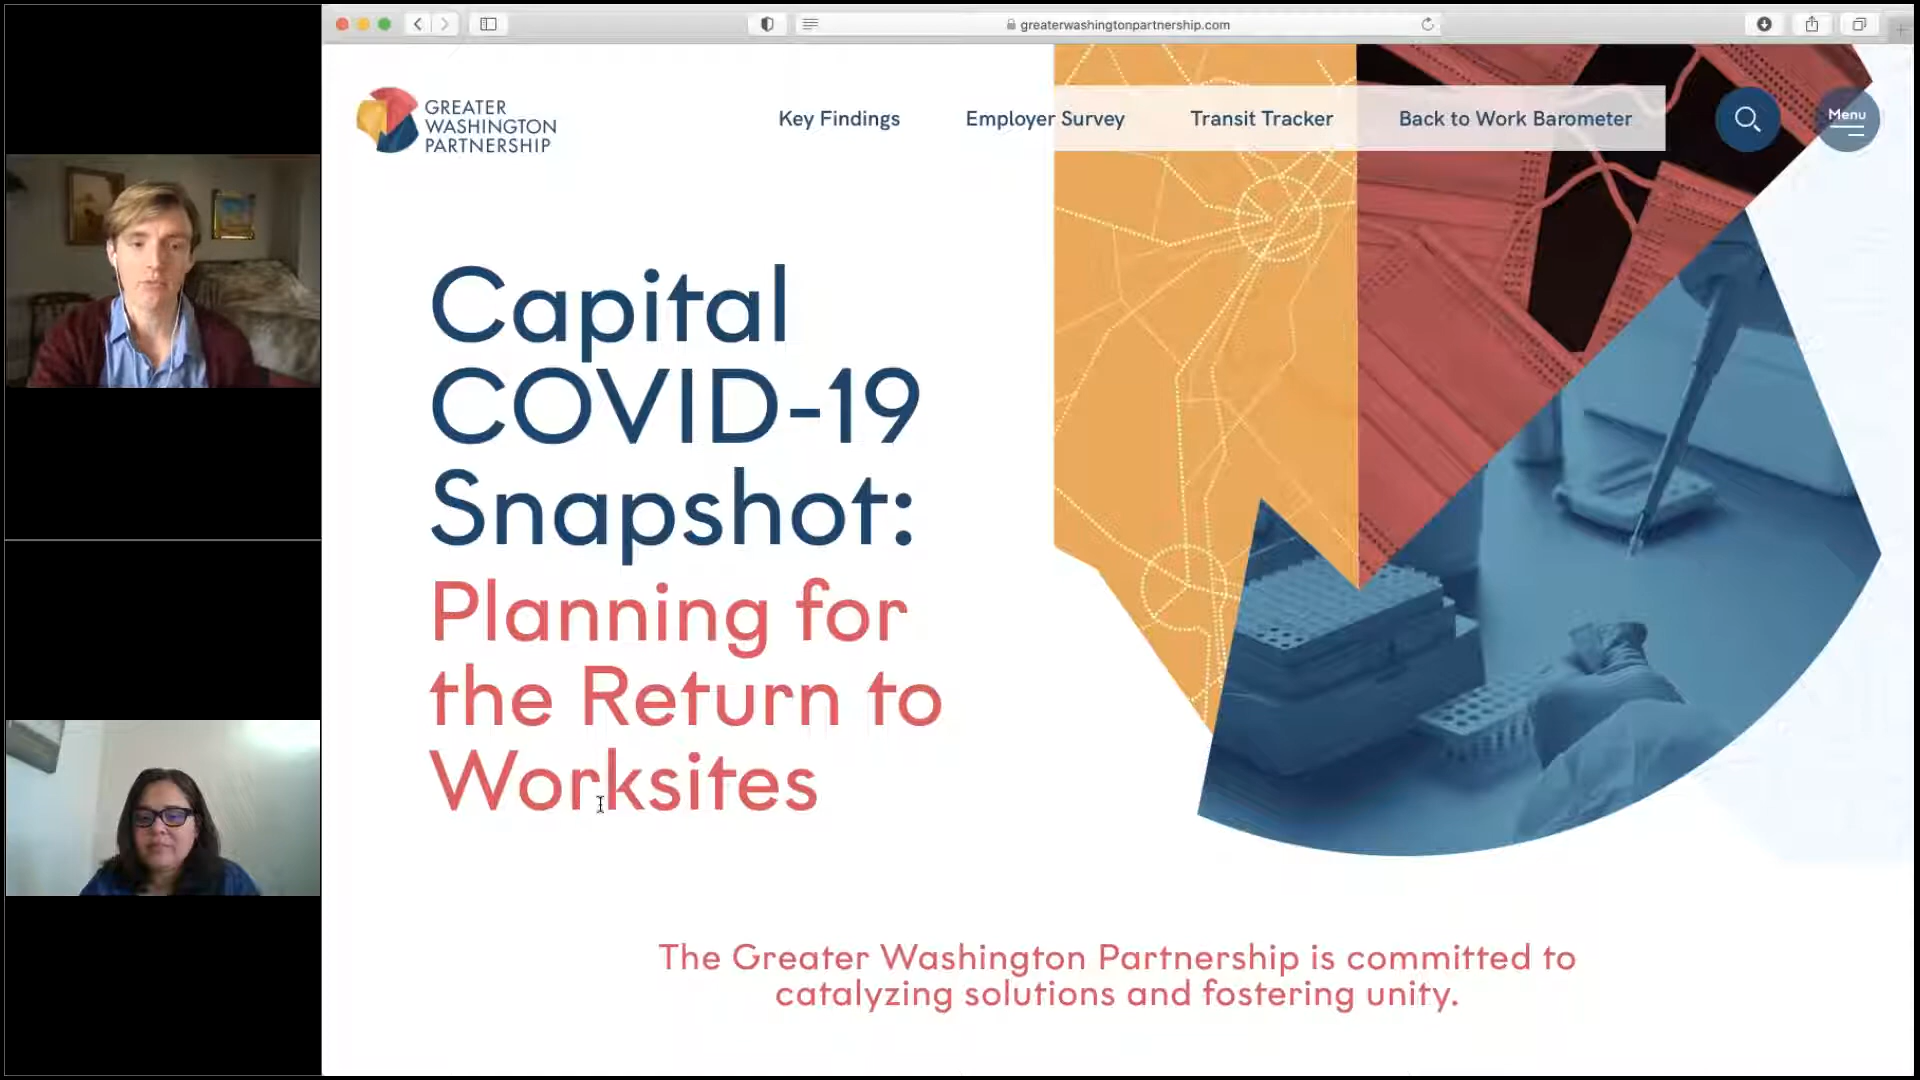 greaterwashingtonpartnership.com
GREATER
WASHINGTON
PARTNERSHIP
Key Findings
Employer Survey
Transit Tracker
Back to Work Barometer
Menu
Capital
COVID-19
Snapshot:
Planning for
the Return to
Worksites
The Greater Washington Partnership is committed to
catalyzing solutions and fostering unity.